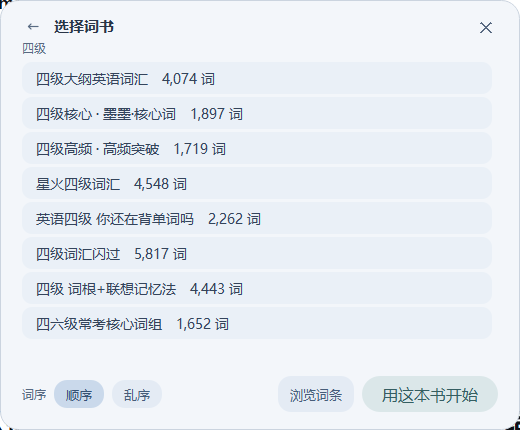 ← 选择词书 ×
四级
四级大纲英语词汇 4,074 词
四级核心 · 墨墨·核心词 1,897 词
四级高频 · 高频突破 1,719 词
星火四级词汇 4,548 词
英语四级 你还在背单词吗 2,262 词
四级词汇闪过 5,817 词
四级 词根+联想记忆法 4,443 词
四六级常考核心词组 1,652 词
词序 顺序 乱序 浏览词条 用这本书开始